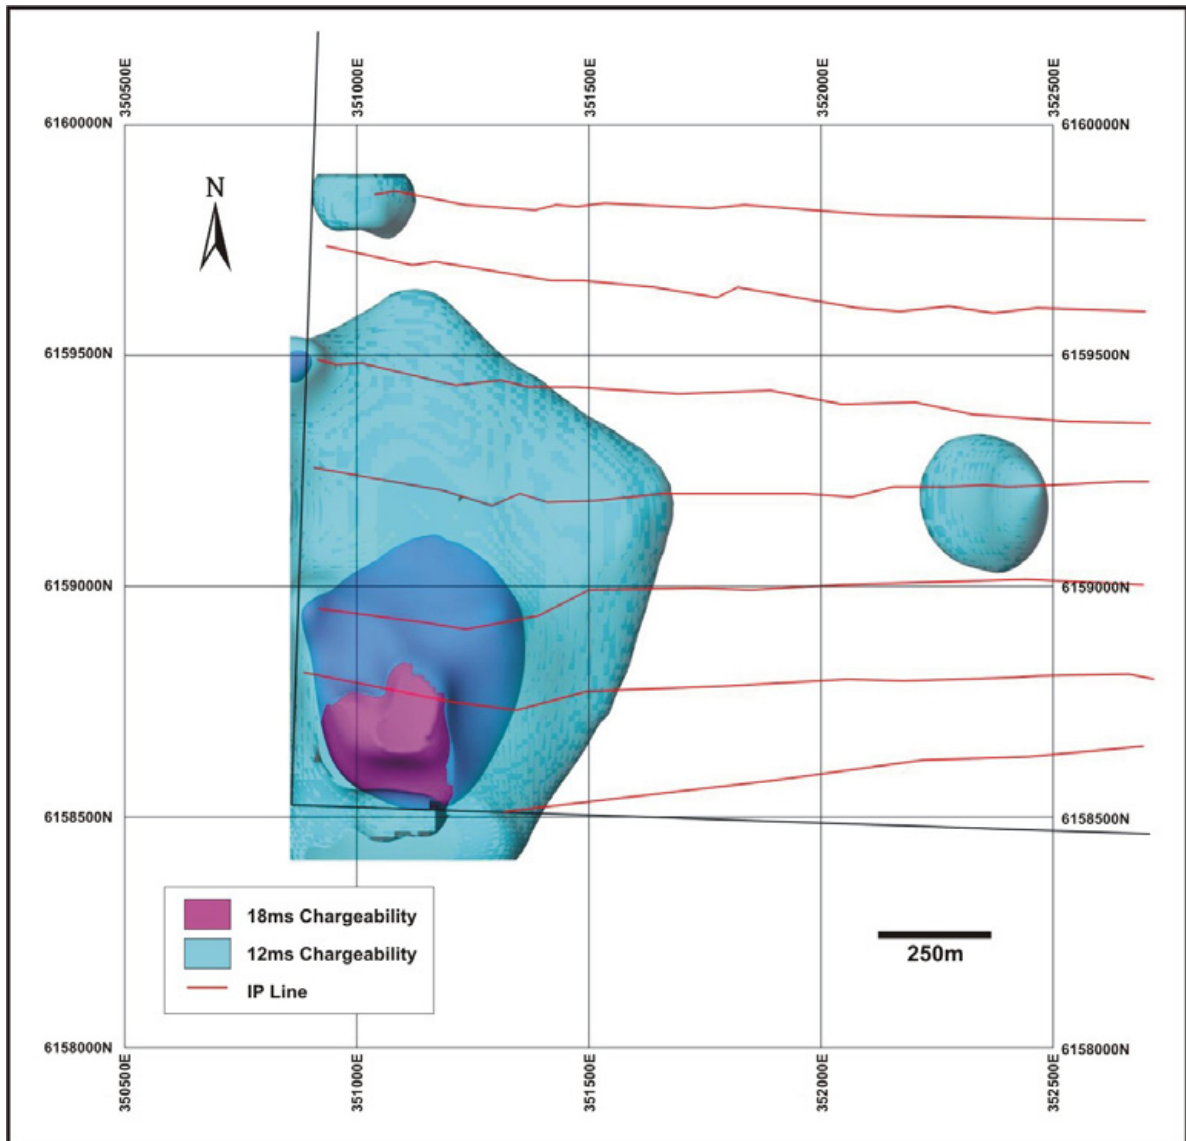 350500E
351000E
351500E
352000E
352500E
6160000N
6160000N
N
6159500N
6159500N
6159000N
6159000N
6158500N
6158500N
18ms Chargeability
12ms Chargeability
IP Line
250m
6158000N
6158000N
350500E
351000E
351500E
352000E
352500E